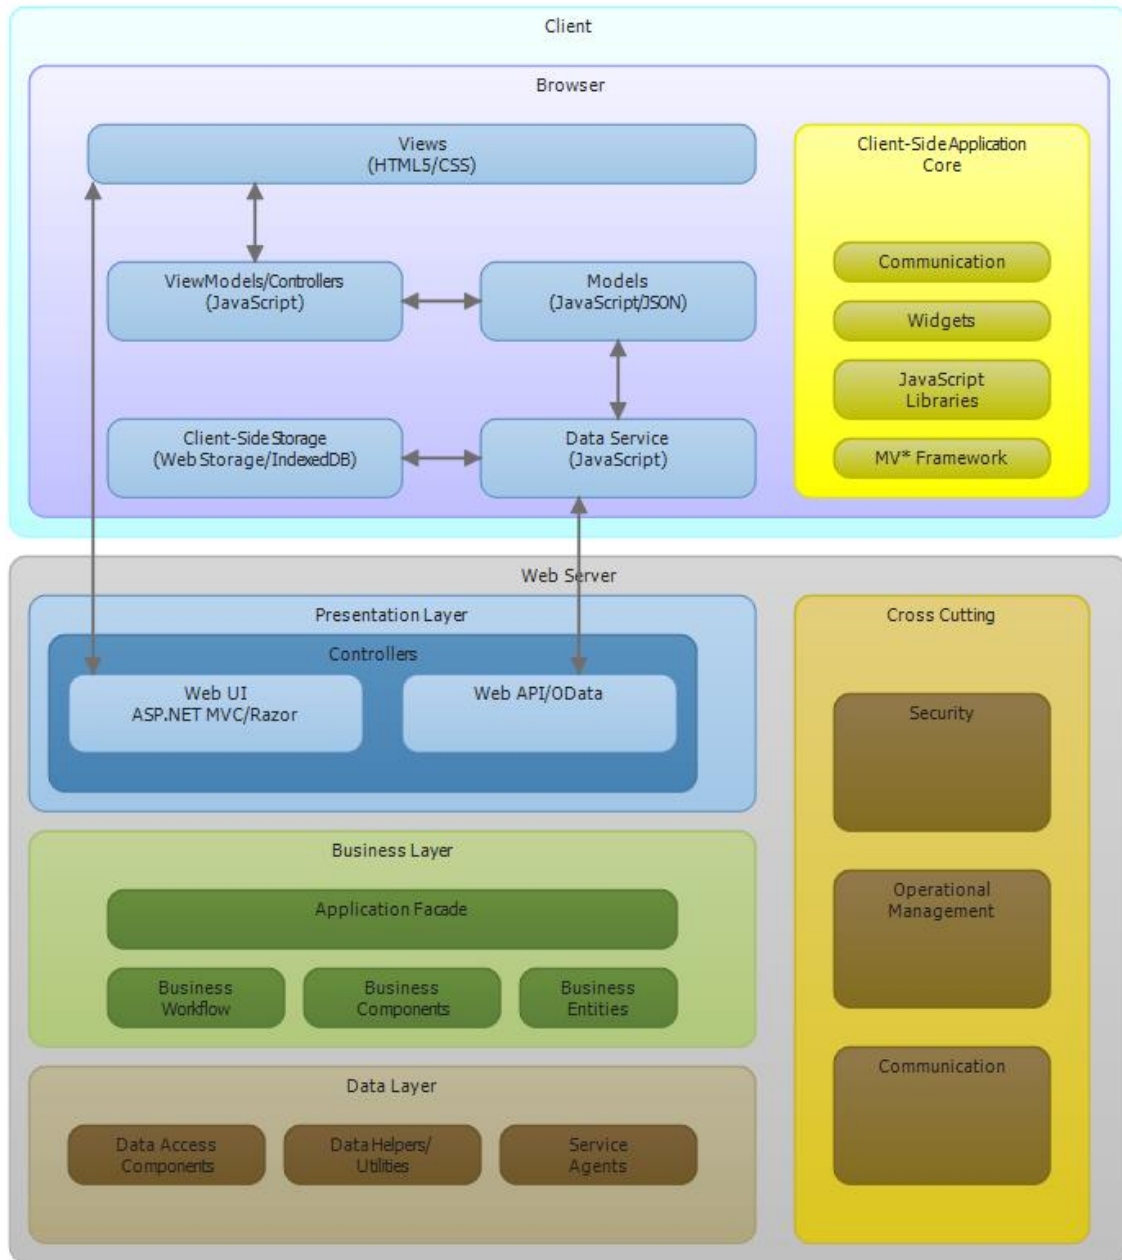 Client
Browser
Views
(HTML5/CSS)
Client-Side Application
Core
ViewModels/Controllers
(JavaScript)
Models
(JavaScript/JSON)
Communication
Widgets
JavaScript
Libraries
Client-Side Storage
(Web Storage/IndexedDB)
Data Service
(JavaScript)
MV* Framework
Web Server
Presentation Layer
Controllers
Web UI
ASP.NET MVC/Razor
Web API/OData
Cross Cutting
Security
Business Layer
Application Facade
Business
Workflow
Business
Components
Business
Entities
Operational
Management
Data Layer
Data Access
Components
Data Helpers/
Utilities
Service
Agents
Communication